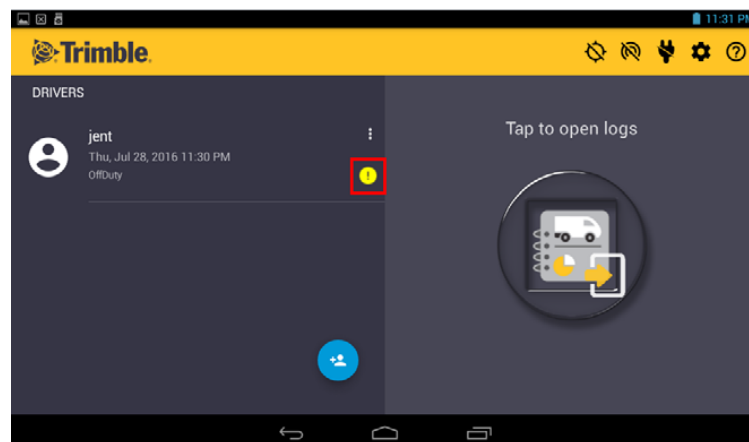 11:31 PM
Trimble.
DRIVERS
jent
Thu, Jul 28, 2016 11:30 PM
OffDuty
Tap to open logs